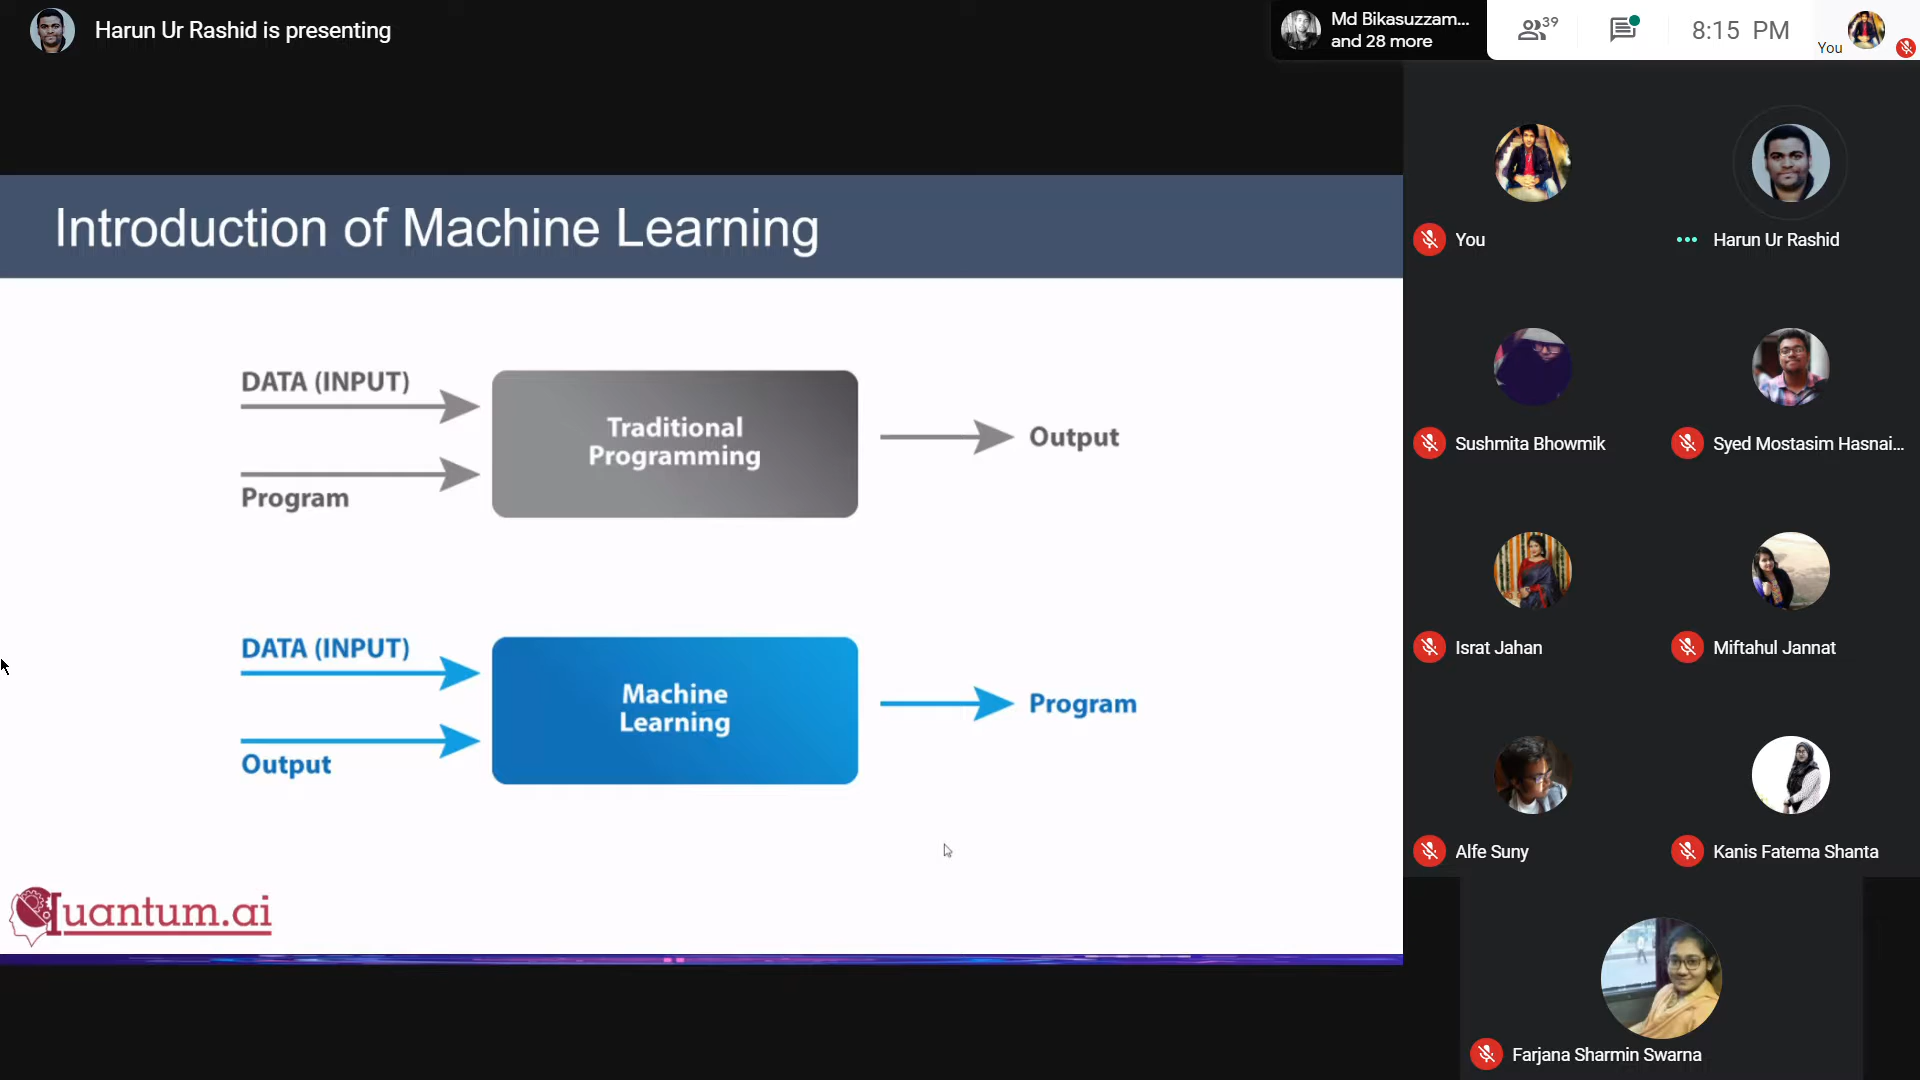 Harun Ur Rashid is presenting
Md Bikasuzzam...
and 28 more
39
8:15 PM
You
Introduction of Machine Learning
DATA (INPUT)
Program
Traditional
Programming
Output
DATA (INPUT)
Output
Machine
Learning
Program
Quantum.ai
You
Harun Ur Rashid
Sushmita Bhowmik
Syed Mostasim Hasnai...
Israt Jahan
Miftahul Jannat
Alfe Suny
Kanis Fatema Shanta
Farjana Sharmin Swarna